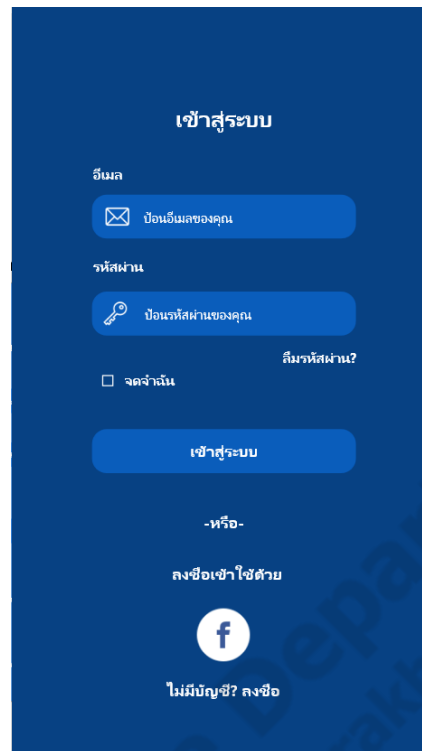 เข้าสู่ระบบ
อีเมล
ป้อนอีเมลของคุณ
รหัสผ่าน
ป้อนรหัสผ่านของคุณ
ลืมรหัสผ่าน?
จดจำฉัน
เข้าสู่ระบบ
-หรือ-
ลงชื่อเข้าใช้ด้วย
f
ไม่มีบัญชี? ลงชื่อ